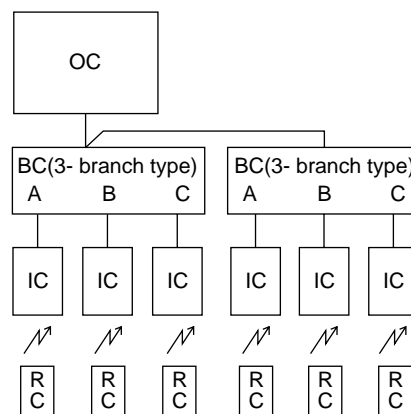 OC
BC(3- branch type) BC(3- branch type)
A B C A B C
IC IC IC IC IC IC
R R R R R R
C C C C C C